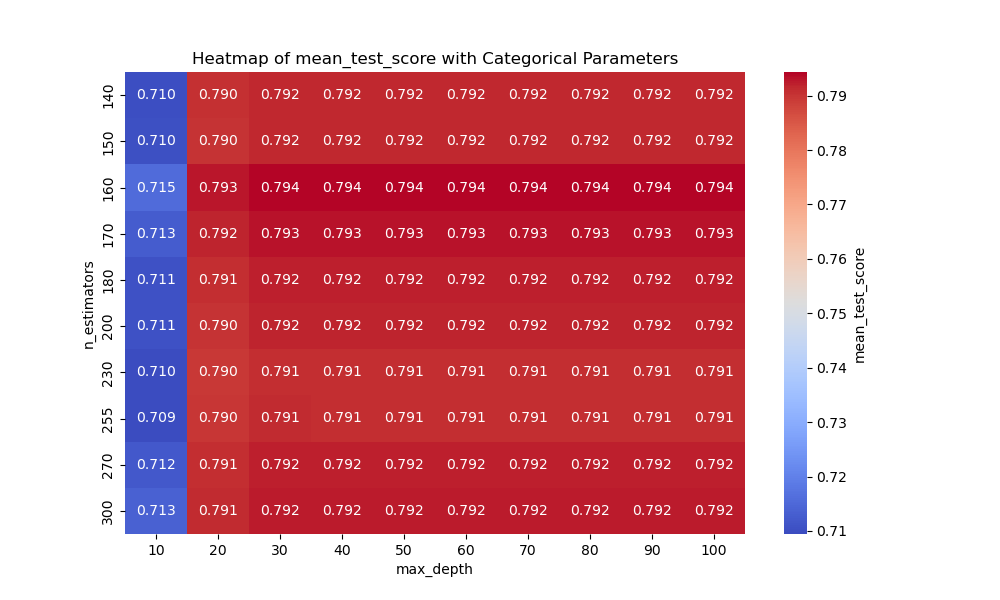 Heatmap of mean_test_score with Categorical Parameters
140 0.710 0.790 0.792 0.792 0.792 0.792 0.792 0.792 0.792 0.792
150 0.710 0.790 0.792 0.792 0.792 0.792 0.792 0.792 0.792 0.792
160 0.715 0.793 0.794 0.794 0.794 0.794 0.794 0.794 0.794 0.794
170 0.713 0.792 0.793 0.793 0.793 0.793 0.793 0.793 0.793 0.793
180 0.711 0.791 0.792 0.792 0.792 0.792 0.792 0.792 0.792 0.792
200 0.711 0.790 0.792 0.792 0.792 0.792 0.792 0.792 0.792 0.792
230 0.710 0.790 0.791 0.791 0.791 0.791 0.791 0.791 0.791 0.791
255 0.709 0.790 0.791 0.791 0.791 0.791 0.791 0.791 0.791 0.791
270 0.712 0.791 0.792 0.792 0.792 0.792 0.792 0.792 0.792 0.792
300 0.713 0.791 0.792 0.792 0.792 0.792 0.792 0.792 0.792 0.792
10 20 30 40 50 60 70 80 90 100
max_depth
n_estimators
0.79
0.78
0.77
0.76
0.75
0.74
0.73
0.72
0.71
mean_test_score